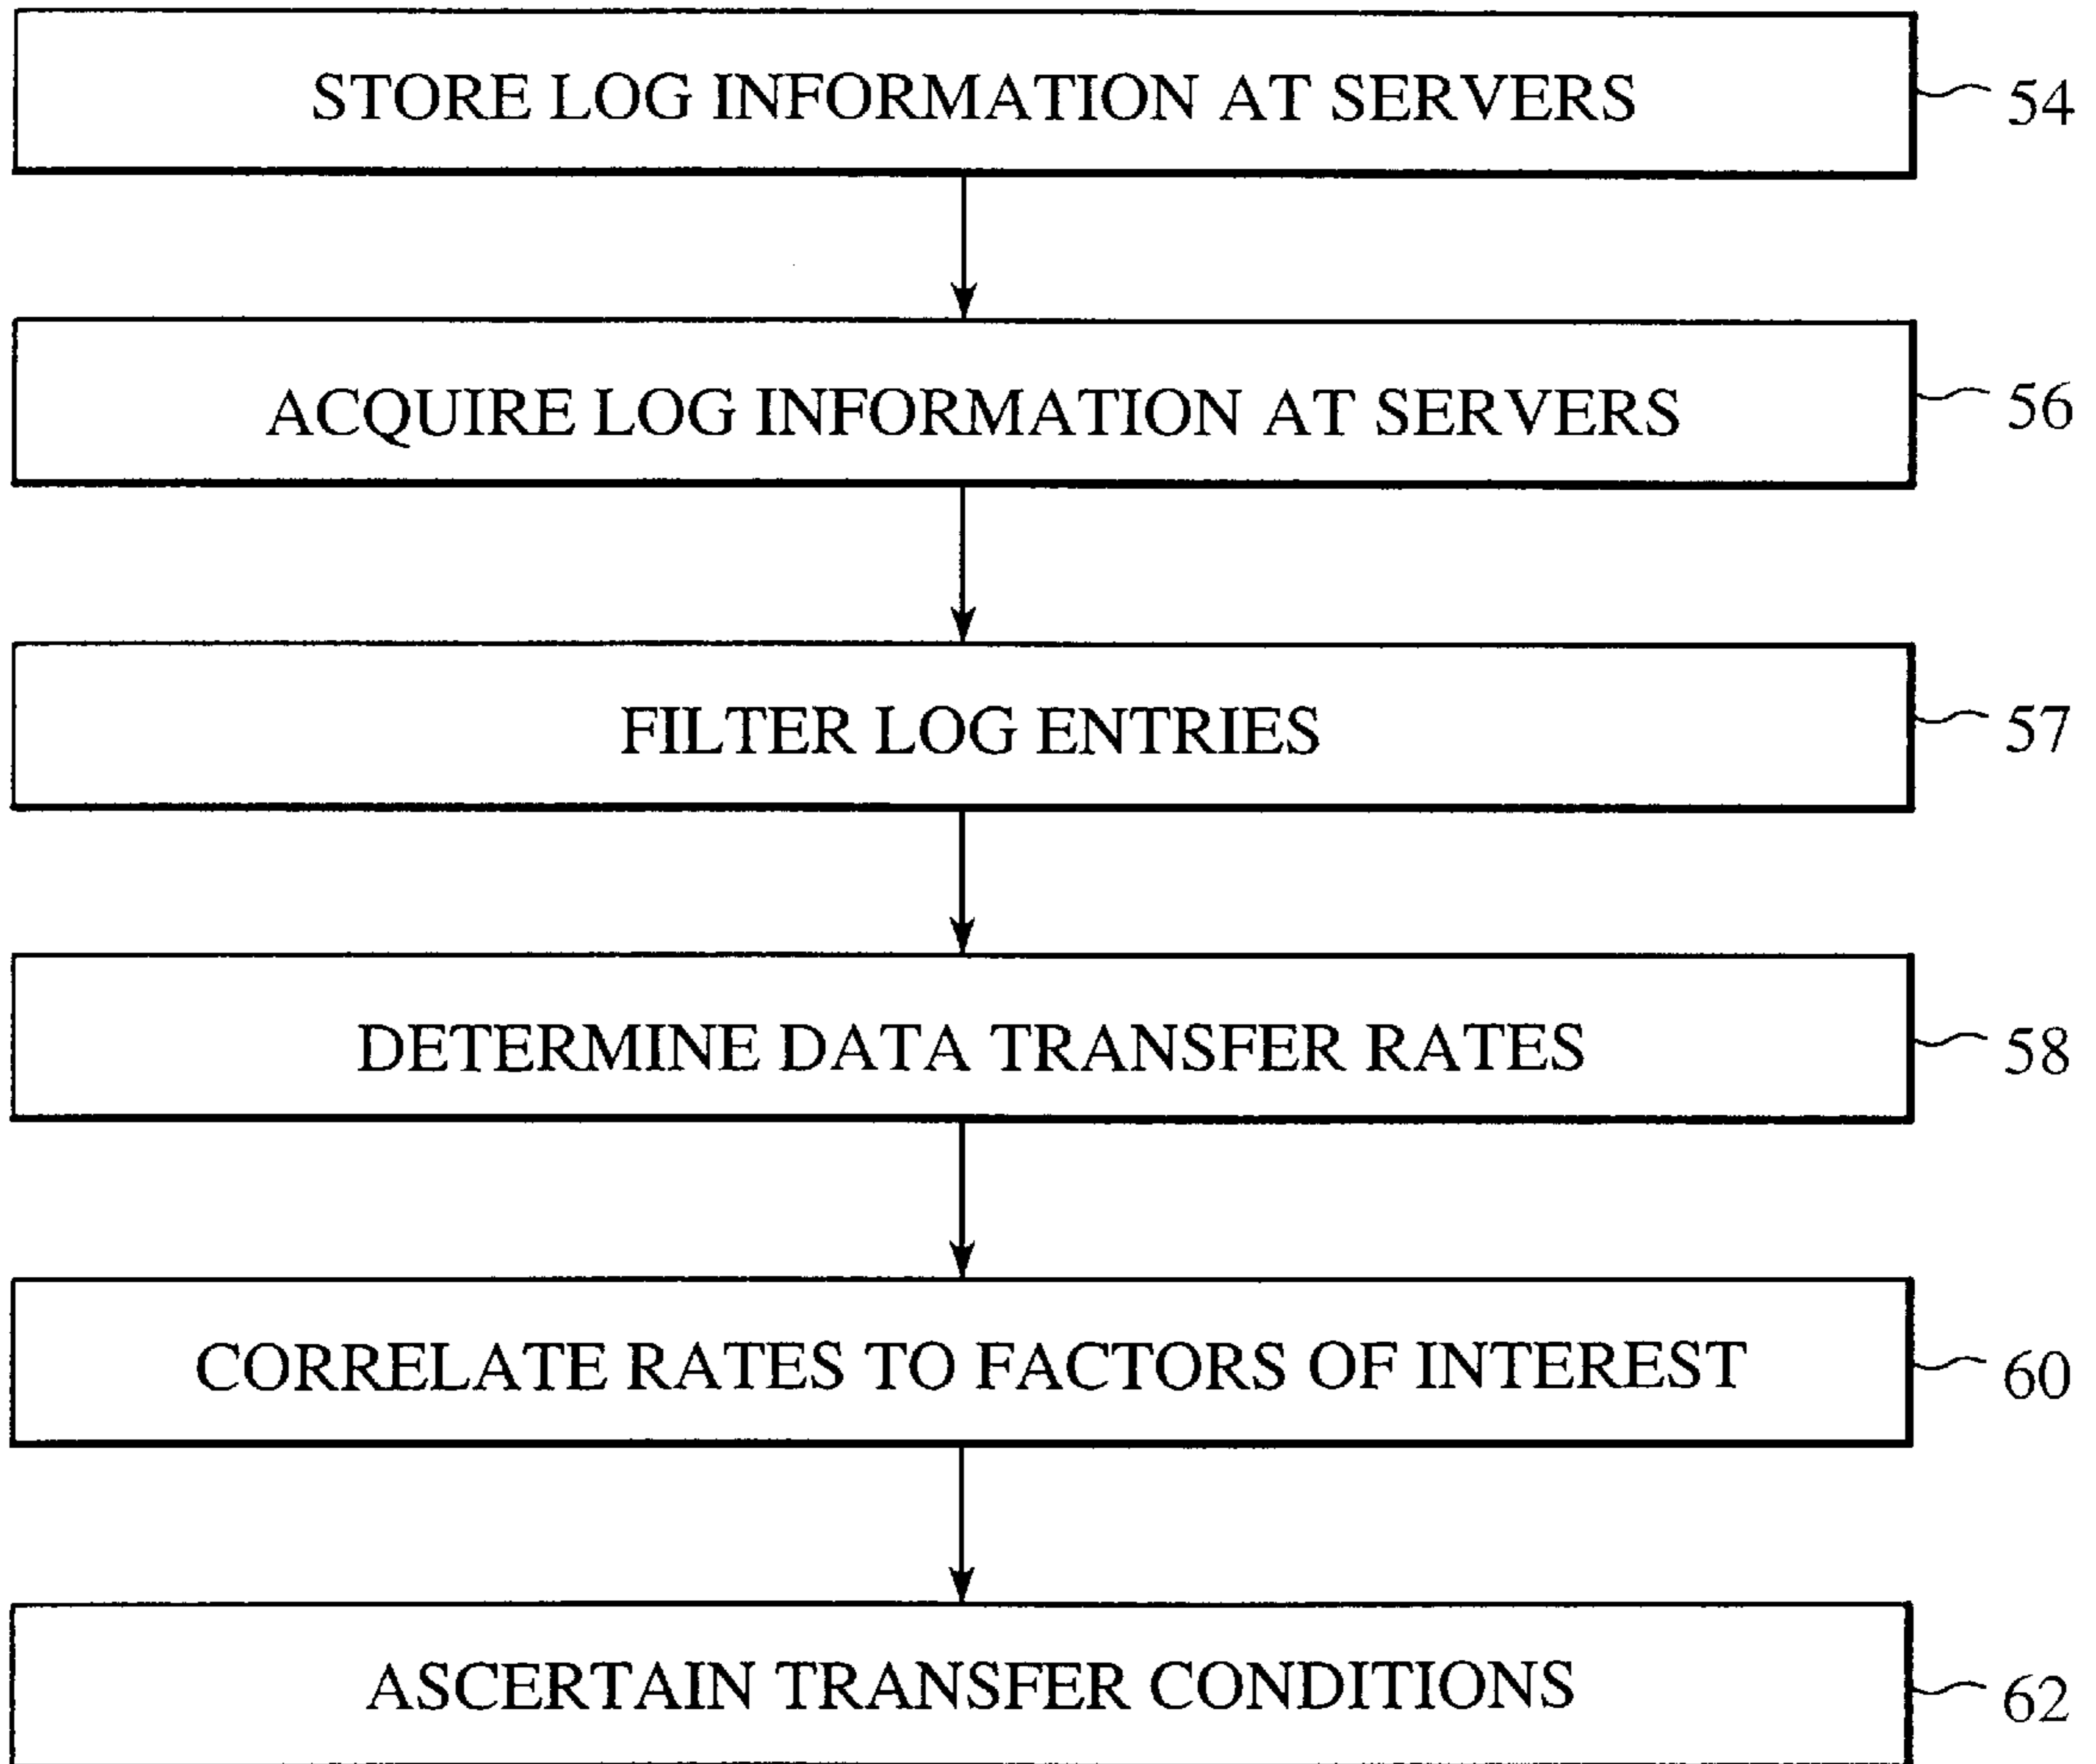 STORE LOG INFORMATION AT SERVERS
54
ACQUIRE LOG INFORMATION AT SERVERS
56
FILTER LOG ENTRIES
57
DETERMINE DATA TRANSFER RATES
58
CORRELATE RATES TO FACTORS OF INTEREST
60
ASCERTAIN TRANSFER CONDITIONS
62